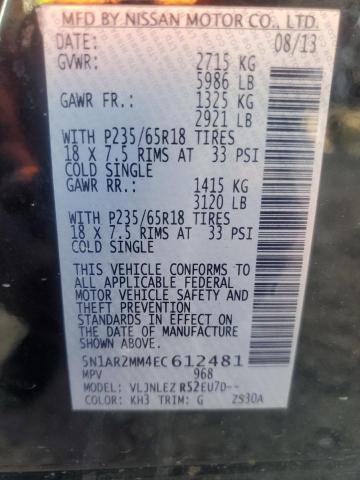 MFD BY NISSAN MOTOR CO., LTD.
DATE: 08/13
GVWR: 2715 KG
5986 LB
GAWR FR.: 1325 KG
2921 LB
WITH P235/65R18 TIRES
18 X 7.5 RIMS AT 33 PSI
COLD SINGLE
GAWR RR.: 1415 KG
3120 LB
WITH P235/65R18 TIRES
18 X 7.5 RIMS AT 33 PSI
COLD SINGLE
THIS VEHICLE CONFORMS TO
ALL APPLICABLE FEDERAL
MOTOR VEHICLE SAFETY AND
THEFT PREVENTION
STANDARDS IN EFFECT ON
THE DATE OF MANUFACTURE
SHOWN ABOVE.
5N1AR2MM4EC612481
MPV 968
MODEL: VLJNLEZ R52EU7D--
COLOR: KH3 TRIM: G ZS30A